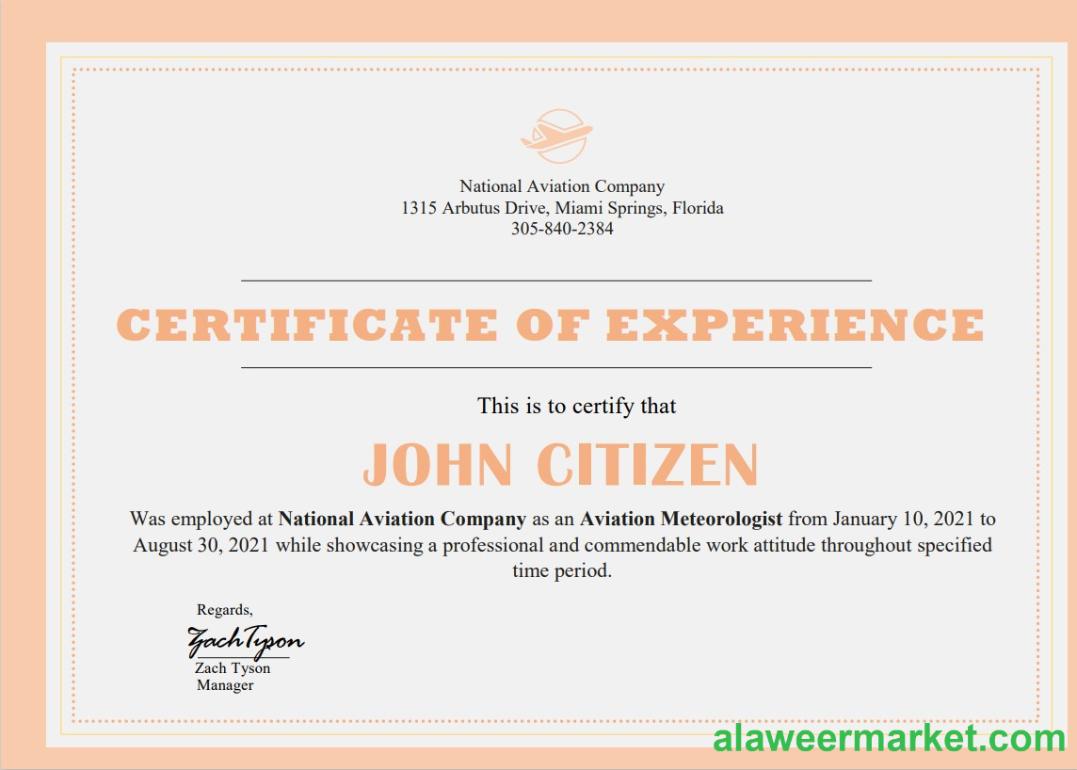 National Aviation Company
1315 Arbutus Drive, Miami Springs, Florida
305-840-2384
CERTIFICATE OF EXPERIENCE
This is to certify that
JOHN CITIZEN
Was employed at National Aviation Company as an Aviation Meteorologist from January 10, 2021 to
August 30, 2021 while showcasing a professional and commendable work attitude throughout specified
time period.
Regards,
Zach Tyson
Zach Tyson
Manager
alaweermarket.com